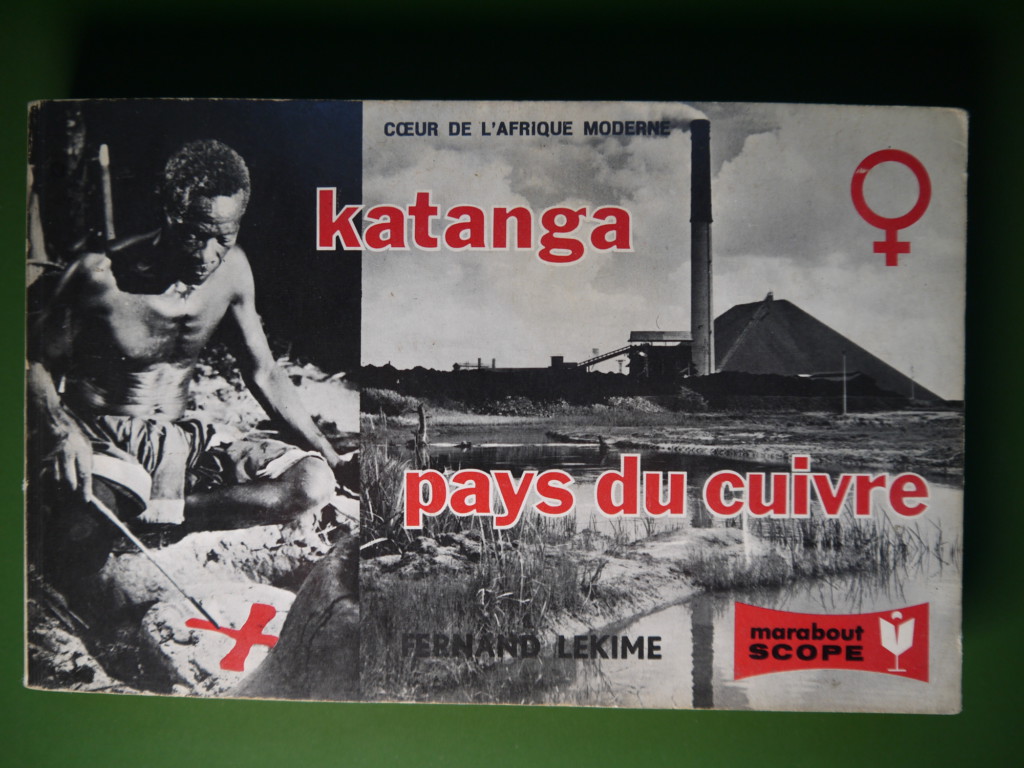 CŒUR DE L'AFRIQUE MODERNE
katanga
pays du cuivre
FERNAND LEKIME
marabout
SCOPE